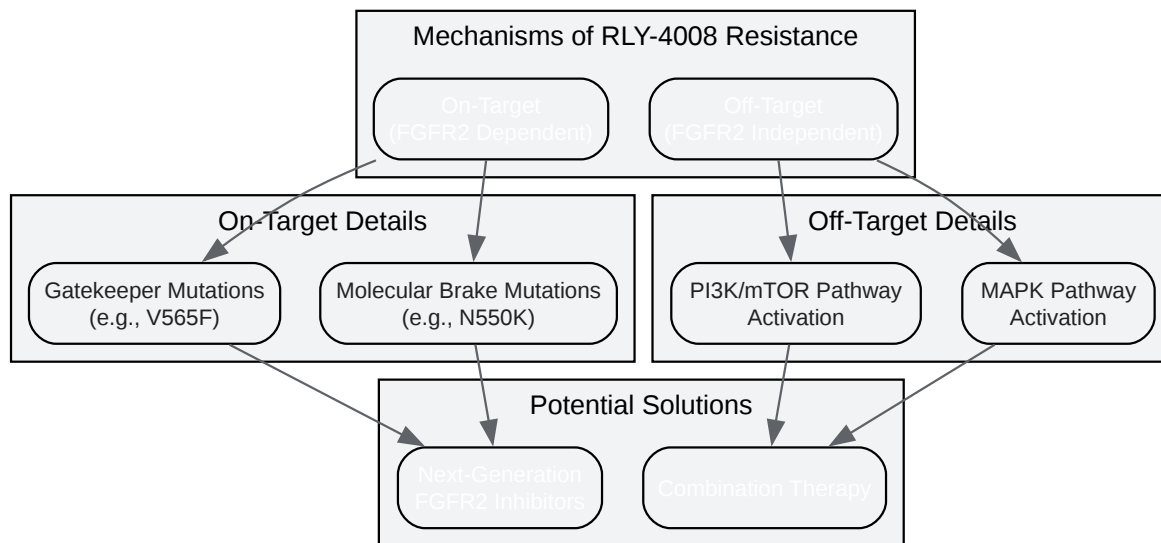 Mechanisms of RLY-4008 Resistance
On-Target
(FGFR2 Dependent)
Off-Target
(FGFR2 Independent)
On-Target Details
Off-Target Details
Gatekeeper Mutations
(e.g., V565F)
Molecular Brake Mutations
(e.g., N550K)
PI3K/mTOR Pathway
Activation
MAPK Pathway
Activation
Potential Solutions
Next-Generation
FGFR2 Inhibitors
Combination Therapy